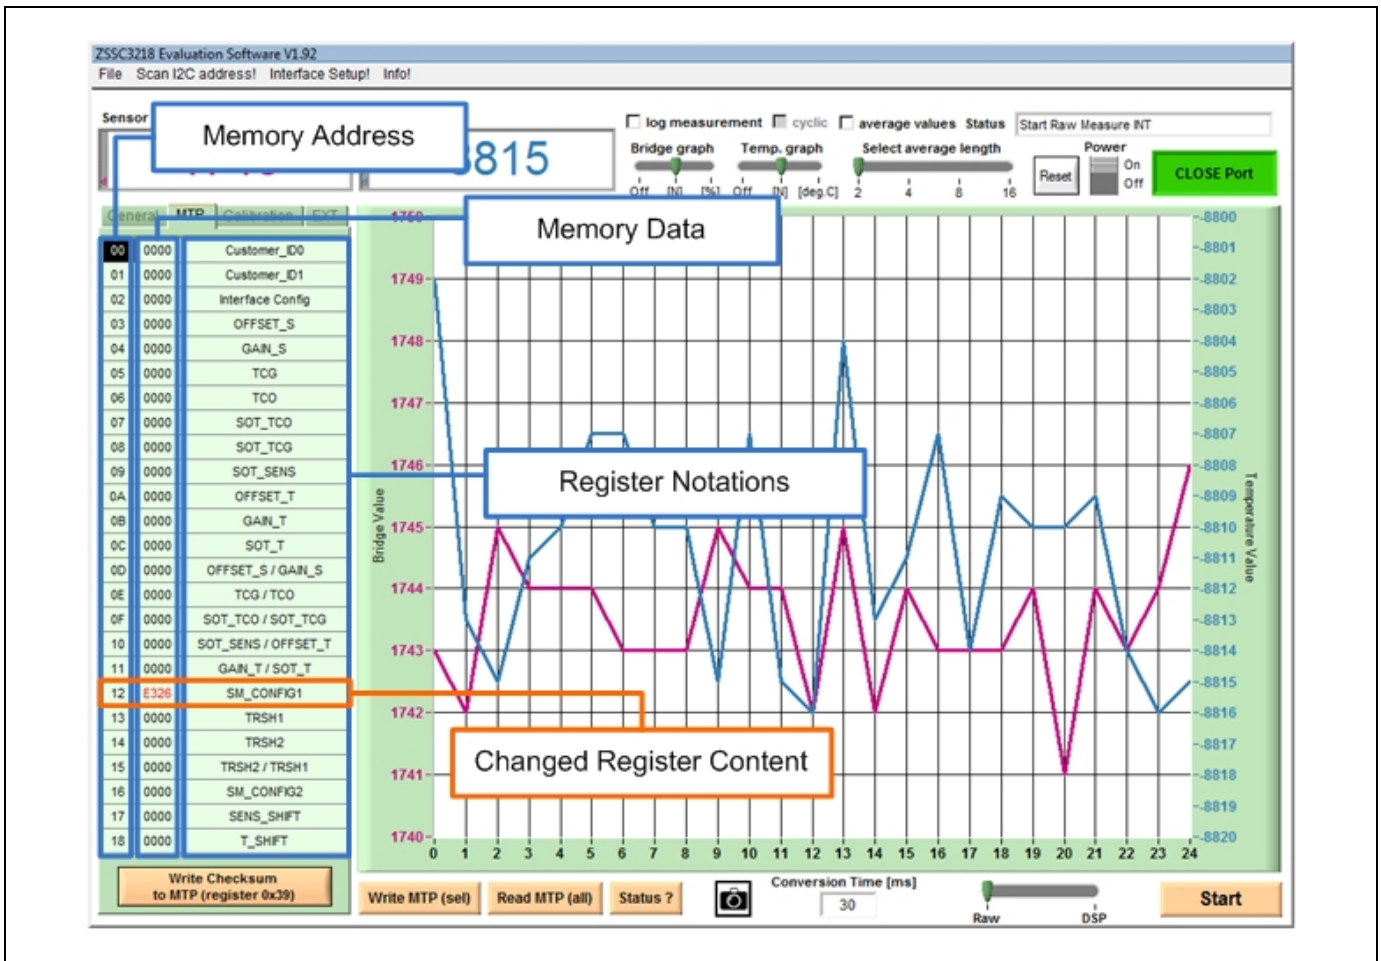 ZSSC3218 Evaluation Software V1.92
File Scan I2C address! Interface Setup! Info!
Sensor
Memory Address
8815
log measurement cyclic average values Status Start Raw Measure INT
Bridge graph Temp. graph Select average length
Off [N] [%] Off [N] [deg.C] 2 4 8 16
Reset
Power
On
Off
CLOSE Port
General MTP Calibration EXT
Memory Data
00 0000 Customer_ID0
01 0000 Customer_ID1
02 0000 Interface Config
03 0000 OFFSET_S
04 0000 GAIN_S
05 0000 TCG
06 0000 TCO
07 0000 SOT_TCO
08 0000 SOT_TCG
09 0000 SOT_SENS
0A 0000 OFFSET_T
0B 0000 GAIN_T
0C 0000 SOT_T
0D 0000 OFFSET_S / GAIN_S
0E 0000 TCG / TCO
0F 0000 SOT_TCO / SOT_TCG
10 0000 SOT_SENS / OFFSET_T
11 0000 GAIN_T / SOT_T
12 E326 SM_CONFIG1
13 0000 TRSH1
14 0000 TRSH2
15 0000 TRSH2 / TRSH1
16 0000 SM_CONFIG2
17 0000 SENS_SHIFT
18 0000 T_SHIFT
Write Checksum
to MTP (register 0x39)
Bridge Value
1750
1749
1748
1747
1746
1745
1744
1743
1742
1741
1740
Register Notations
Changed Register Content
0 1 2 3 4 5 6 7 8 9 10 11 12 13 14 15 16 17 18 19 20 21 22 23 24
-8800
-8801
-8802
-8803
-8804
-8805
-8806
-8807
-8808
-8809
-8810
-8811
-8812
-8813
-8814
-8815
-8816
-8817
-8818
-8819
-8820
Temperature Value
Write MTP (sel) Read MTP (all) Status ?
Conversion Time [ms]
30
Raw DSP
Start